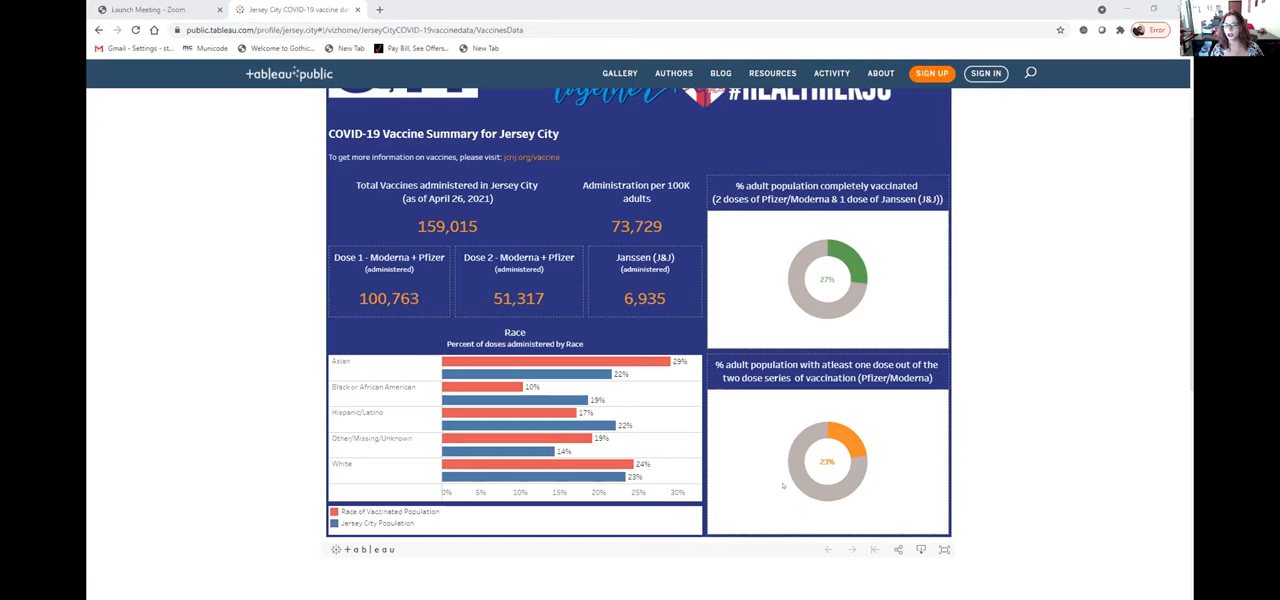 Launch Meeting - Zoom
Jersey City COVID-19 vaccine da
public.tableau.com/profile/jersey.city#!/vizhome/JerseyCityCOVID-19vaccinedata/VaccinesData
Error
Gmail - Settings - st...
Municode
Welcome to Gothic...
New Tab
Pay Bill, See Offers...
New Tab
+ a b l e a u public
GALLERY
AUTHORS
BLOG
RESOURCES
ACTIVITY
ABOUT
SIGN UP
SIGN IN
together
#HEALTHIERJC
COVID-19 Vaccine Summary for Jersey City
To get more information on vaccines, please visit: jcnj.org/vaccine
Total Vaccines administered in Jersey City
(as of April 26, 2021)
159,015
Administration per 100K
adults
73,729
Dose 1 - Moderna + Pfizer
(administered)
100,763
Dose 2 - Moderna + Pfizer
(administered)
51,317
Janssen (J&J)
(administered)
6,935
% adult population completely vaccinated
(2 doses of Pfizer/Moderna & 1 dose of Janssen (J&J))
27%
Race
Percent of doses administered by Race
Asian
29%
22%
Black or African American
10%
19%
Hispanic/Latino
17%
22%
Other/Missing/Unknown
19%
14%
White
24%
23%
0% 5% 10% 15% 20% 25% 30%
Race of Vaccinated Population
Jersey City Population
% adult population with atleast one dose out of the
two dose series of vaccination (Pfizer/Moderna)
23%
+ a b l e a u